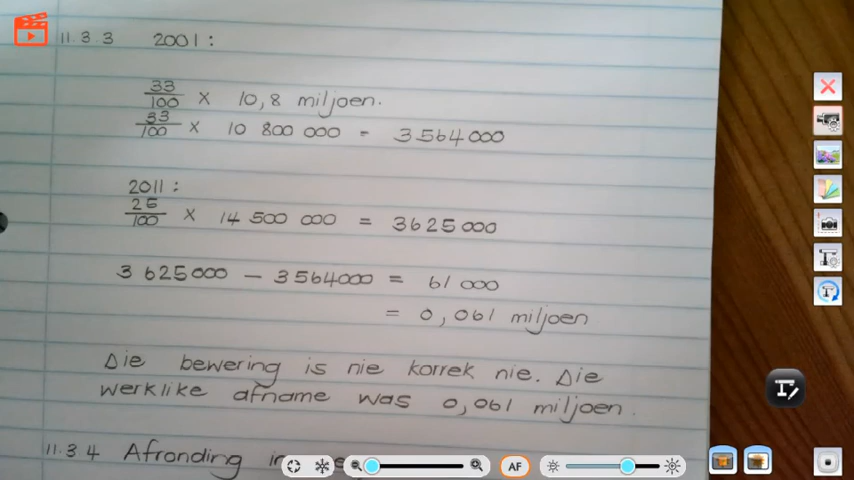 11.3.3 2001:
33/100 x 10,8 miljoen.
33/100 x 10 800 000 = 3564000
2011:
25/100 x 14 500 000 = 3625000
3 625000 - 3564000 = 61 000
= 0,061 miljoen
Die bewering is nie korrek nie. Die
werklike afname was 0,061 miljoen.
11.3.4 Afronding
AF